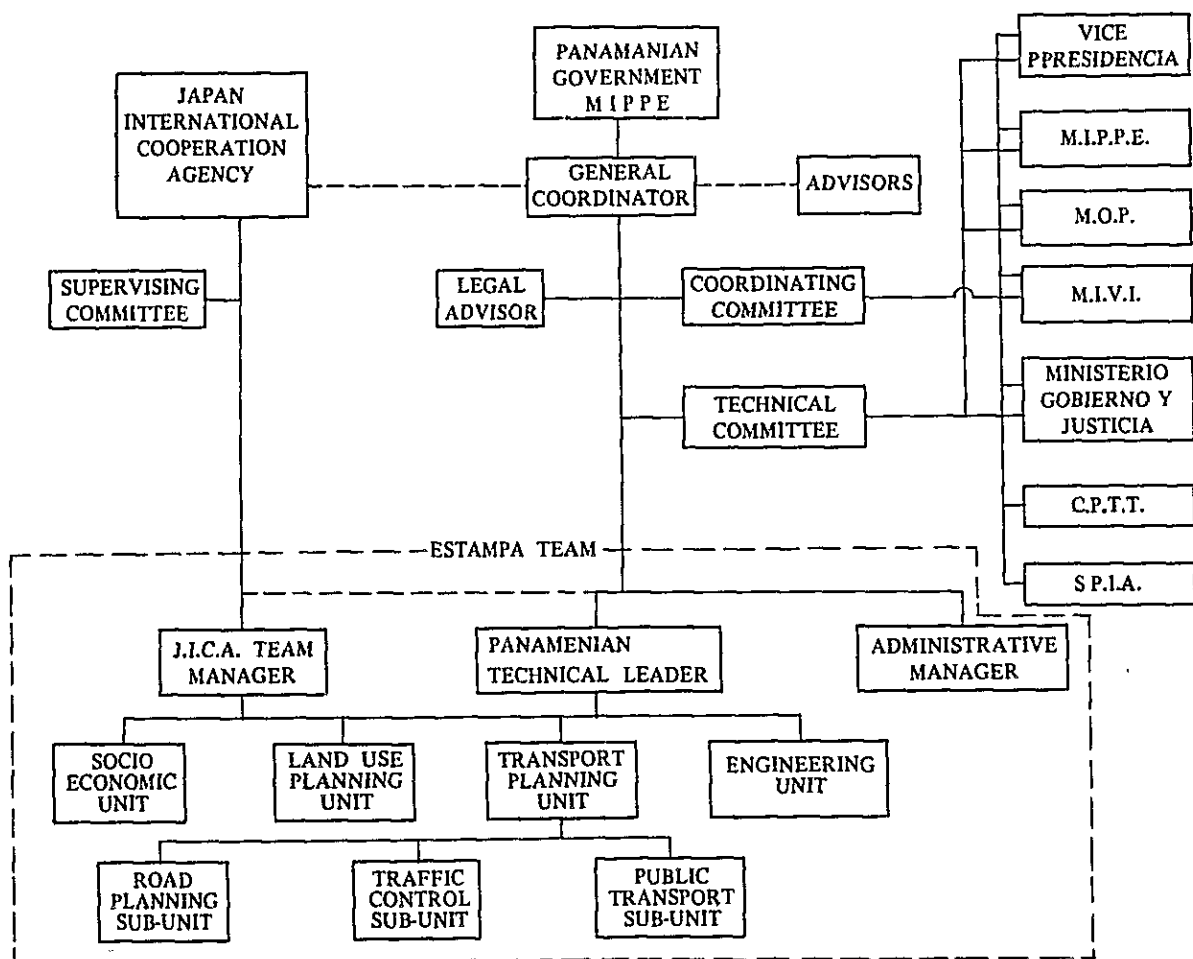 PANAMANIAN
GOVERNMENT
M I P P E
VICE
PPRESIDENCIA
JAPAN
INTERNATIONAL
COOPERATION
AGENCY
GENERAL
COORDINATOR
ADVISORS
M.I.P.P.E.
M.O.P.
SUPERVISING
COMMITTEE
LEGAL
ADVISOR
COORDINATING
COMMITTEE
M.I.V.I.
TECHNICAL
COMMITTEE
MINISTERIO
GOBIERNO Y
JUSTICIA
C.P.T.T.
S P.I.A.
ESTAMPA TEAM
J.I.C.A. TEAM
MANAGER
PANAMENIAN
TECHNICAL LEADER
ADMINISTRATIVE
MANAGER
SOCIO
ECONOMIC
UNIT
LAND USE
PLANNING
UNIT
TRANSPORT
PLANNING
UNIT
ENGINEERING
UNIT
ROAD
PLANNING
SUB-UNIT
TRAFFIC
CONTROL
SUB-UNIT
PUBLIC
TRANSPORT
SUB-UNIT